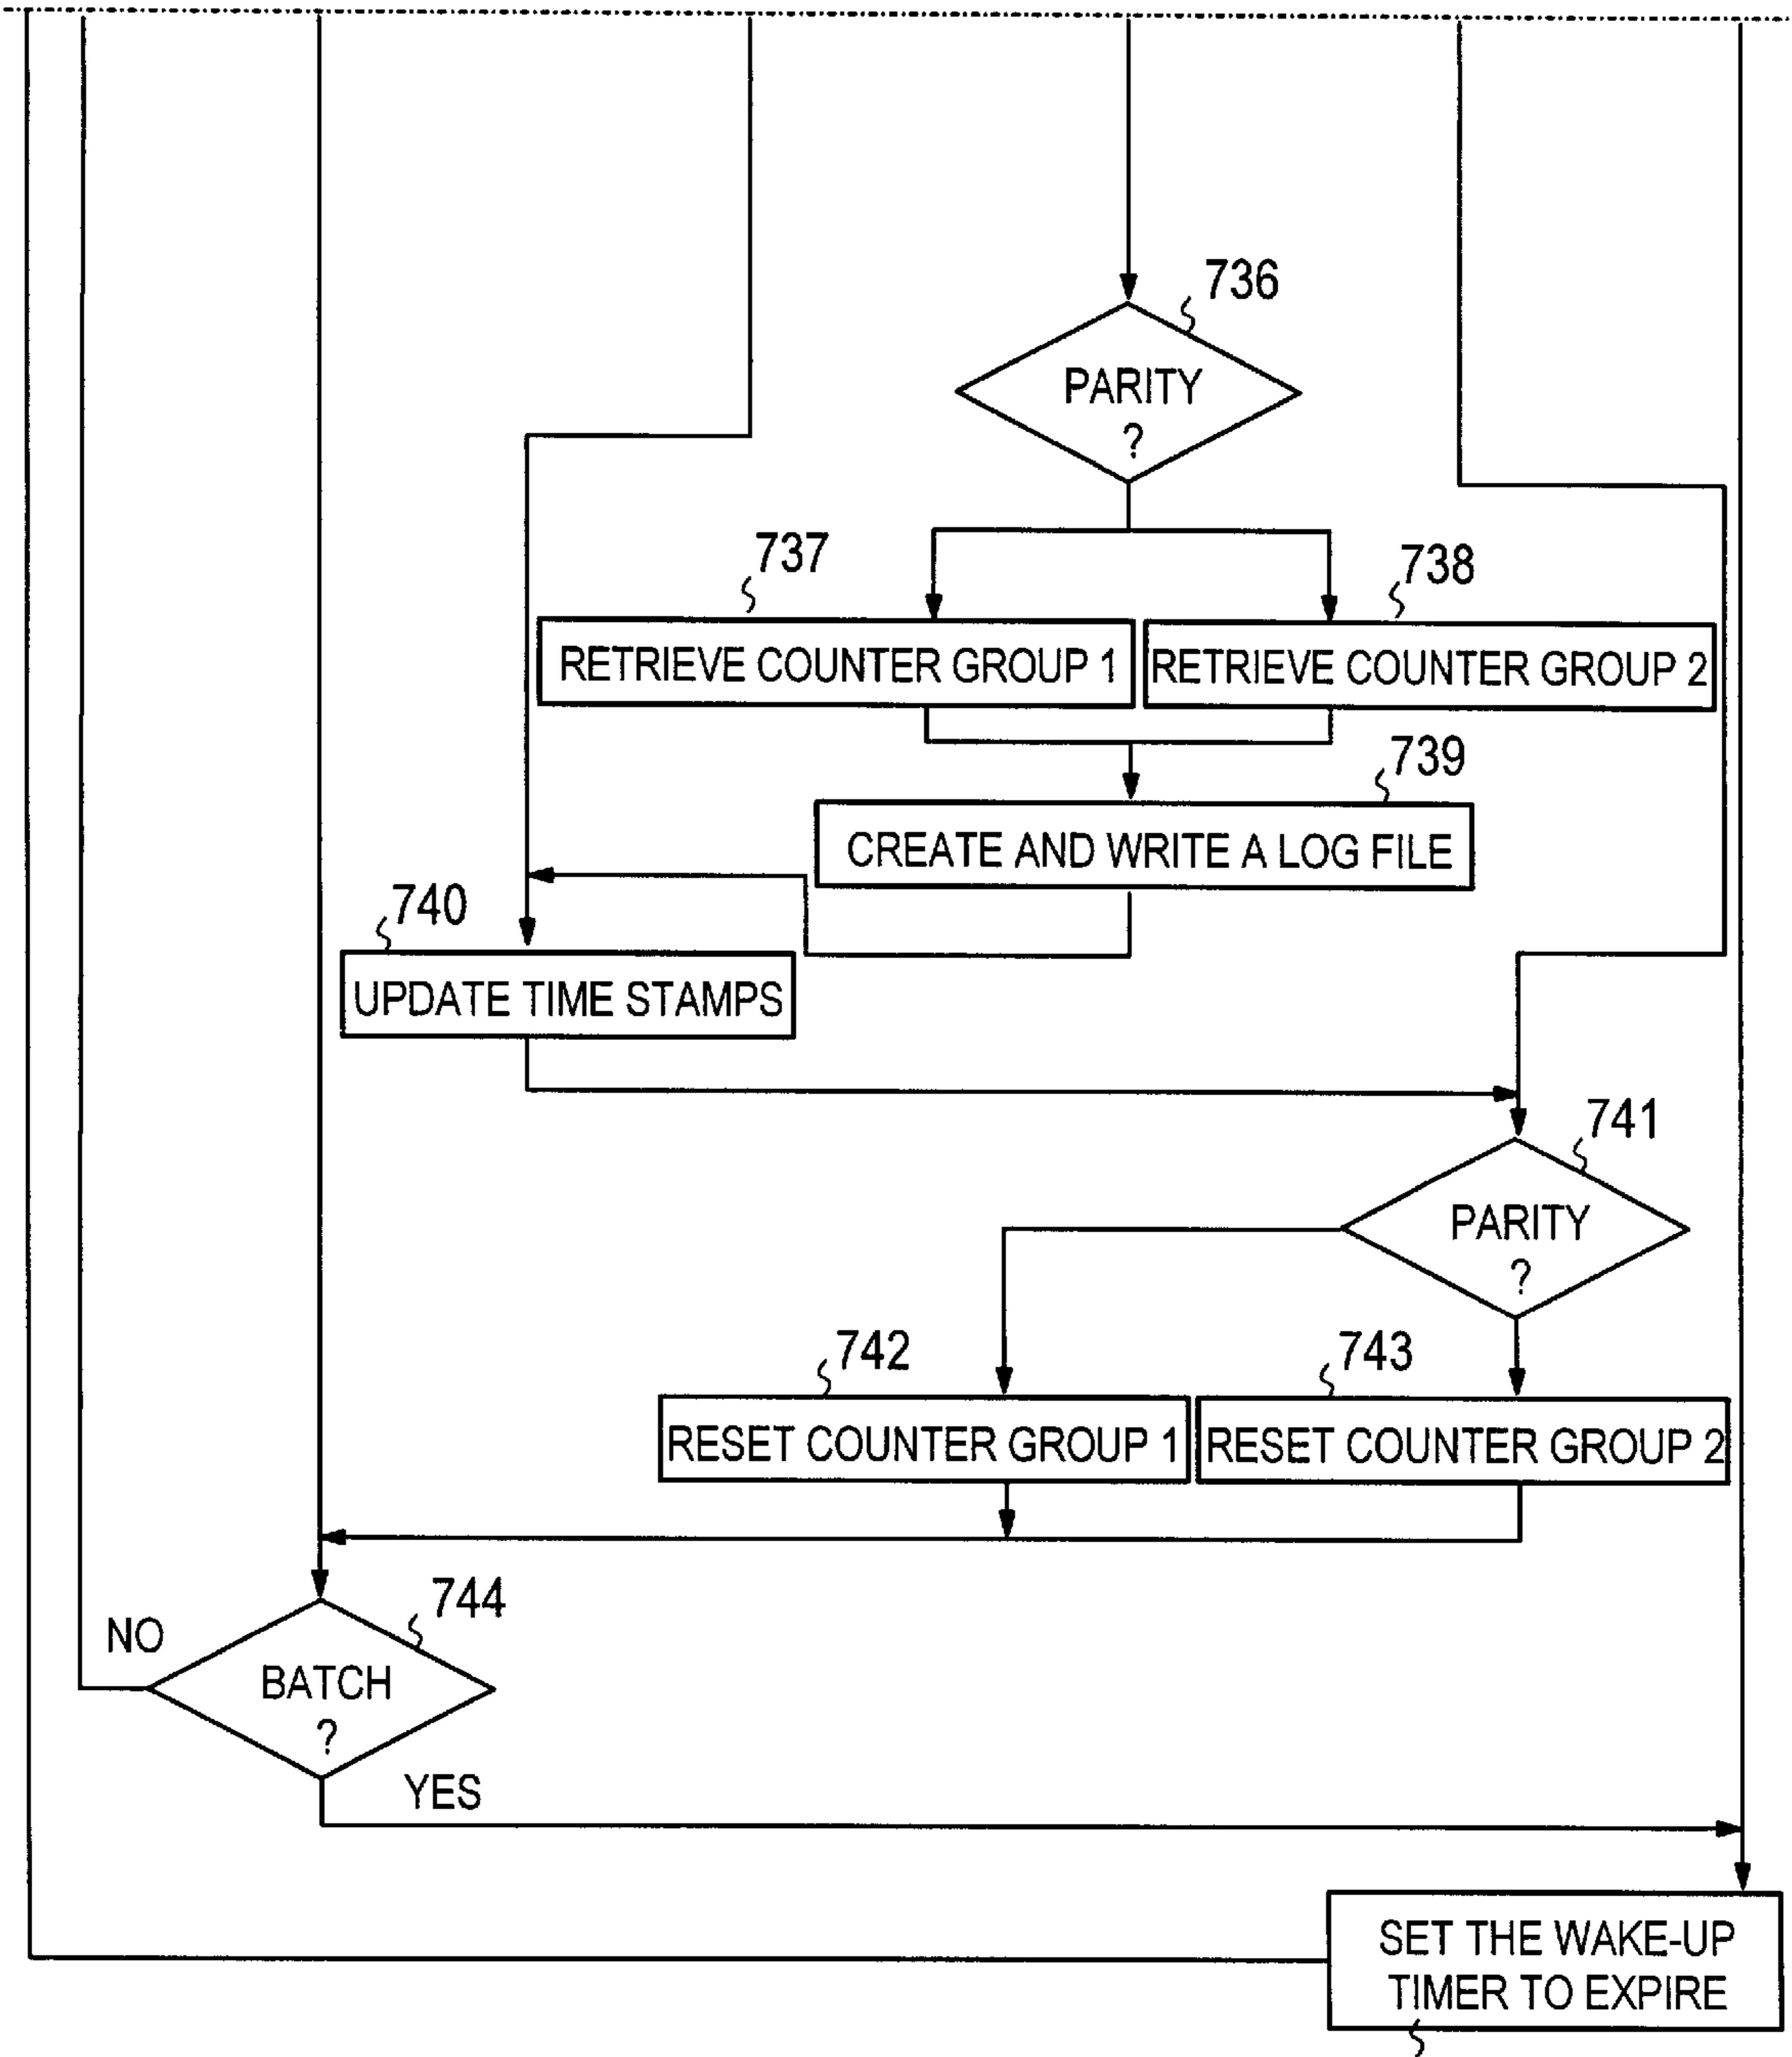 736
PARITY
?
737
738
RETRIEVE COUNTER GROUP 1
RETRIEVE COUNTER GROUP 2
739
CREATE AND WRITE A LOG FILE
740
UPDATE TIME STAMPS
741
PARITY
?
742
743
RESET COUNTER GROUP 1
RESET COUNTER GROUP 2
744
NO
BATCH
?
YES
SET THE WAKE-UP
TIMER TO EXPIRE